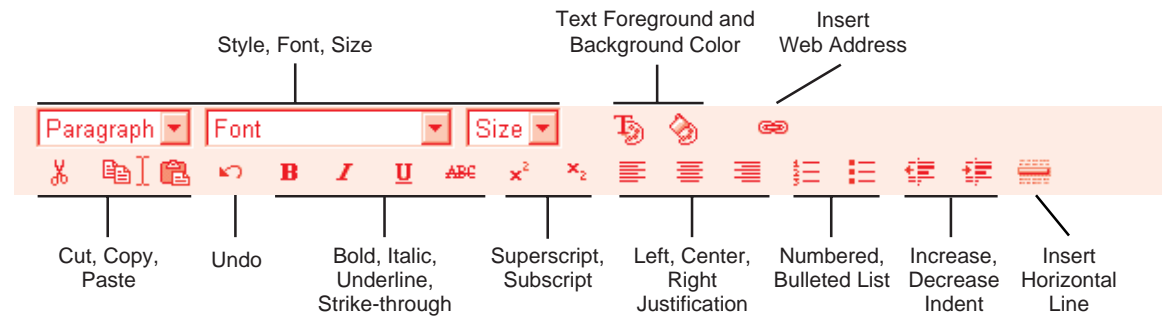 Text Foreground and
Background Color
Insert
Web Address
Style, Font, Size
Paragraph Font Size
T
B I U ABC x² x₂
Cut, Copy,
Paste
Undo
Bold, Italic,
Underline,
Strike-through
Superscript,
Subscript
Left, Center,
Right
Justification
Numbered,
Bulleted List
Increase,
Decrease
Indent
Insert
Horizontal
Line